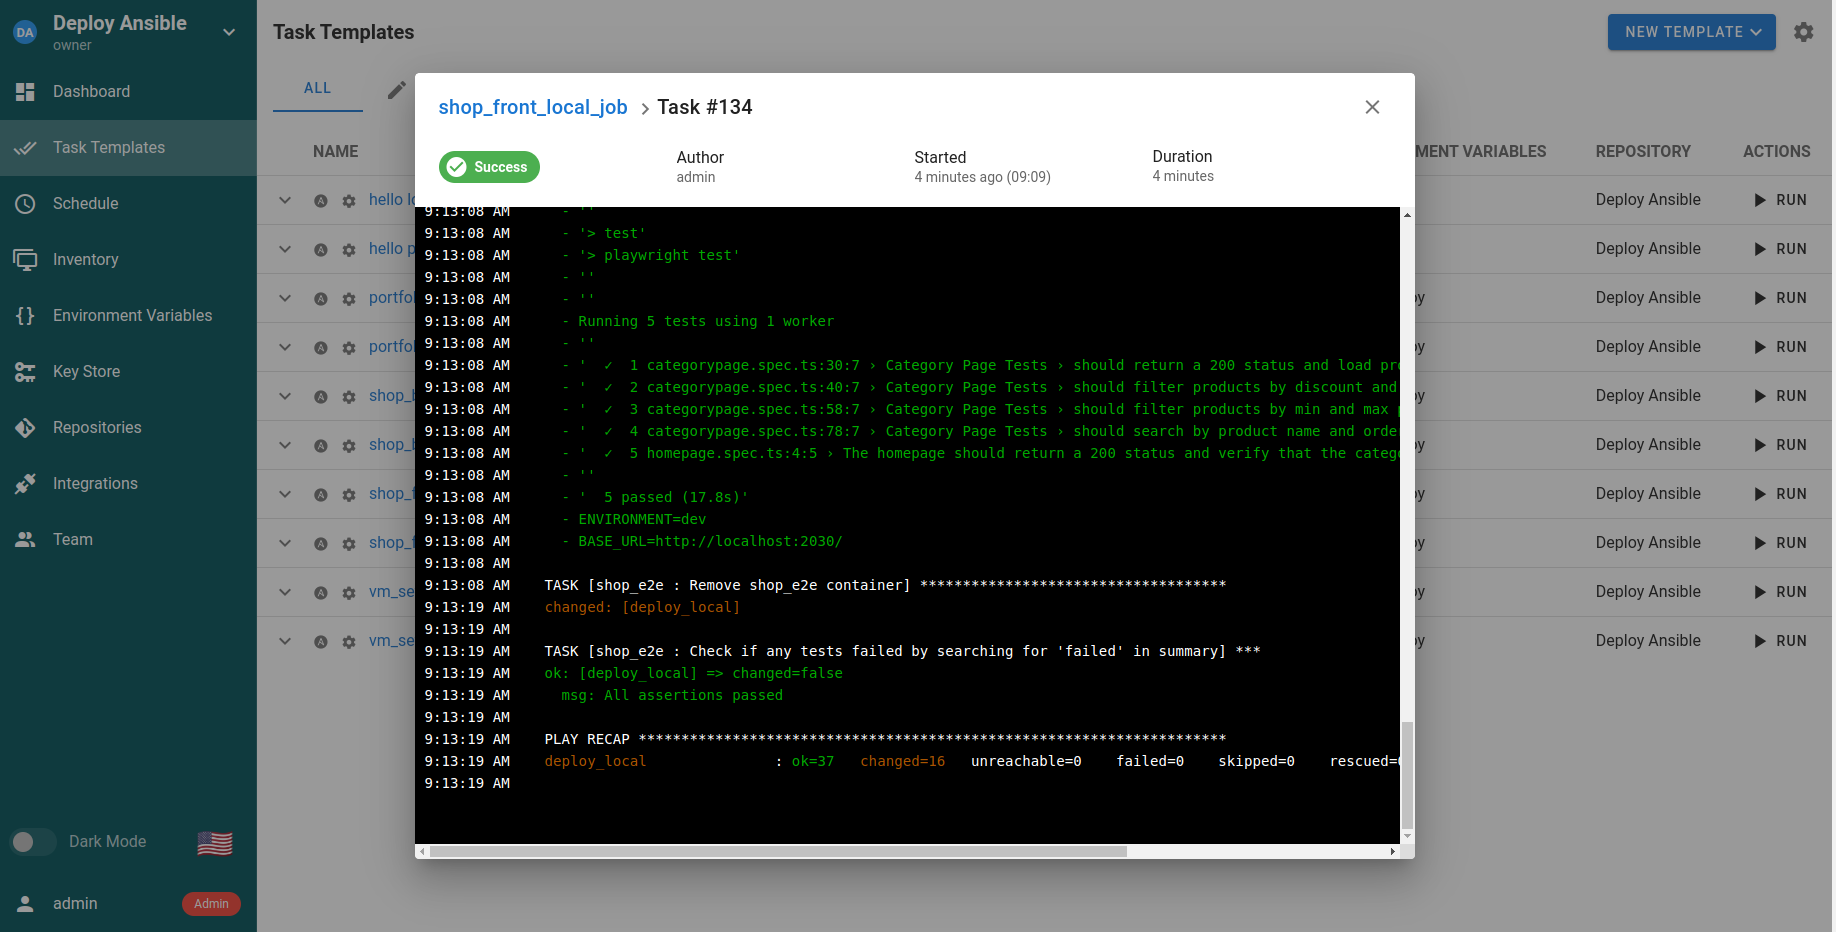 DA Deploy Ansible
owner
Dashboard
Task Templates
Schedule
Inventory
Environment Variables
Key Store
Repositories
Integrations
Team
Dark Mode
admin Admin
Task Templates
NEW TEMPLATE
ALL
NAME MENT VARIABLES REPOSITORY ACTIONS
A hello lo Deploy Ansible RUN
A hello p Deploy Ansible RUN
A portfol oy Deploy Ansible RUN
A portfol oy Deploy Ansible RUN
A shop_b oy Deploy Ansible RUN
A shop_b oy Deploy Ansible RUN
A shop_f oy Deploy Ansible RUN
A shop_f oy Deploy Ansible RUN
A vm_se oy Deploy Ansible RUN
A vm_se oy Deploy Ansible RUN
shop_front_local_job > Task #134
Success
Author
admin
Started
4 minutes ago (09:09)
Duration
4 minutes
9:13:08 AM - ''
9:13:08 AM - '> test'
9:13:08 AM - '> playwright test'
9:13:08 AM - ''
9:13:08 AM - ''
9:13:08 AM - Running 5 tests using 1 worker
9:13:08 AM - ''
9:13:08 AM - ' ✓ 1 categorypage.spec.ts:30:7 › Category Page Tests › should return a 200 status and load pro
9:13:08 AM - ' ✓ 2 categorypage.spec.ts:40:7 › Category Page Tests › should filter products by discount and
9:13:08 AM - ' ✓ 3 categorypage.spec.ts:58:7 › Category Page Tests › should filter products by min and max p
9:13:08 AM - ' ✓ 4 categorypage.spec.ts:78:7 › Category Page Tests › should search by product name and order
9:13:08 AM - ' ✓ 5 homepage.spec.ts:4:5 › The homepage should return a 200 status and verify that the catego
9:13:08 AM - ''
9:13:08 AM - ' 5 passed (17.8s)'
9:13:08 AM - ENVIRONMENT=dev
9:13:08 AM - BASE_URL=http://localhost:2030/
9:13:08 AM
9:13:08 AM TASK [shop_e2e : Remove shop_e2e container] ************************************
9:13:19 AM changed: [deploy_local]
9:13:19 AM
9:13:19 AM TASK [shop_e2e : Check if any tests failed by searching for 'failed' in summary] ***
9:13:19 AM ok: [deploy_local] => changed=false
9:13:19 AM msg: All assertions passed
9:13:19 AM
9:13:19 AM PLAY RECAP *********************************************************************
9:13:19 AM deploy_local : ok=37 changed=16 unreachable=0 failed=0 skipped=0 rescued=0
9:13:19 AM